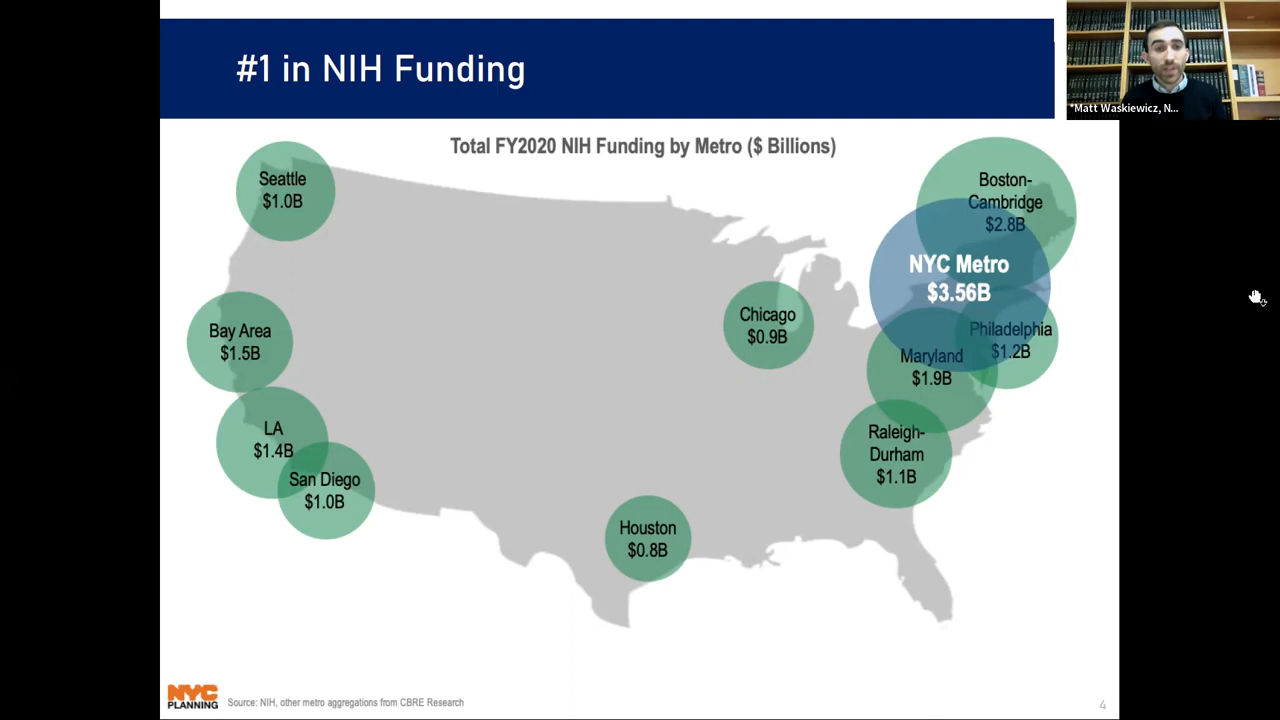 #1 in NIH Funding
*Matt Waskiewicz, N...
Total FY2020 NIH Funding by Metro ($ Billions)
Seattle
$1.0B
Boston-
Cambridge
$2.8B
NYC Metro
$3.56B
Bay Area
$1.5B
Chicago
$0.9B
Philadelphia
$1.2B
Maryland
$1.9B
LA
$1.4B
Raleigh-
Durham
$1.1B
San Diego
$1.0B
Houston
$0.8B
NYC
PLANNING
Source: NIH, other metro aggregations from CBRE Research
4